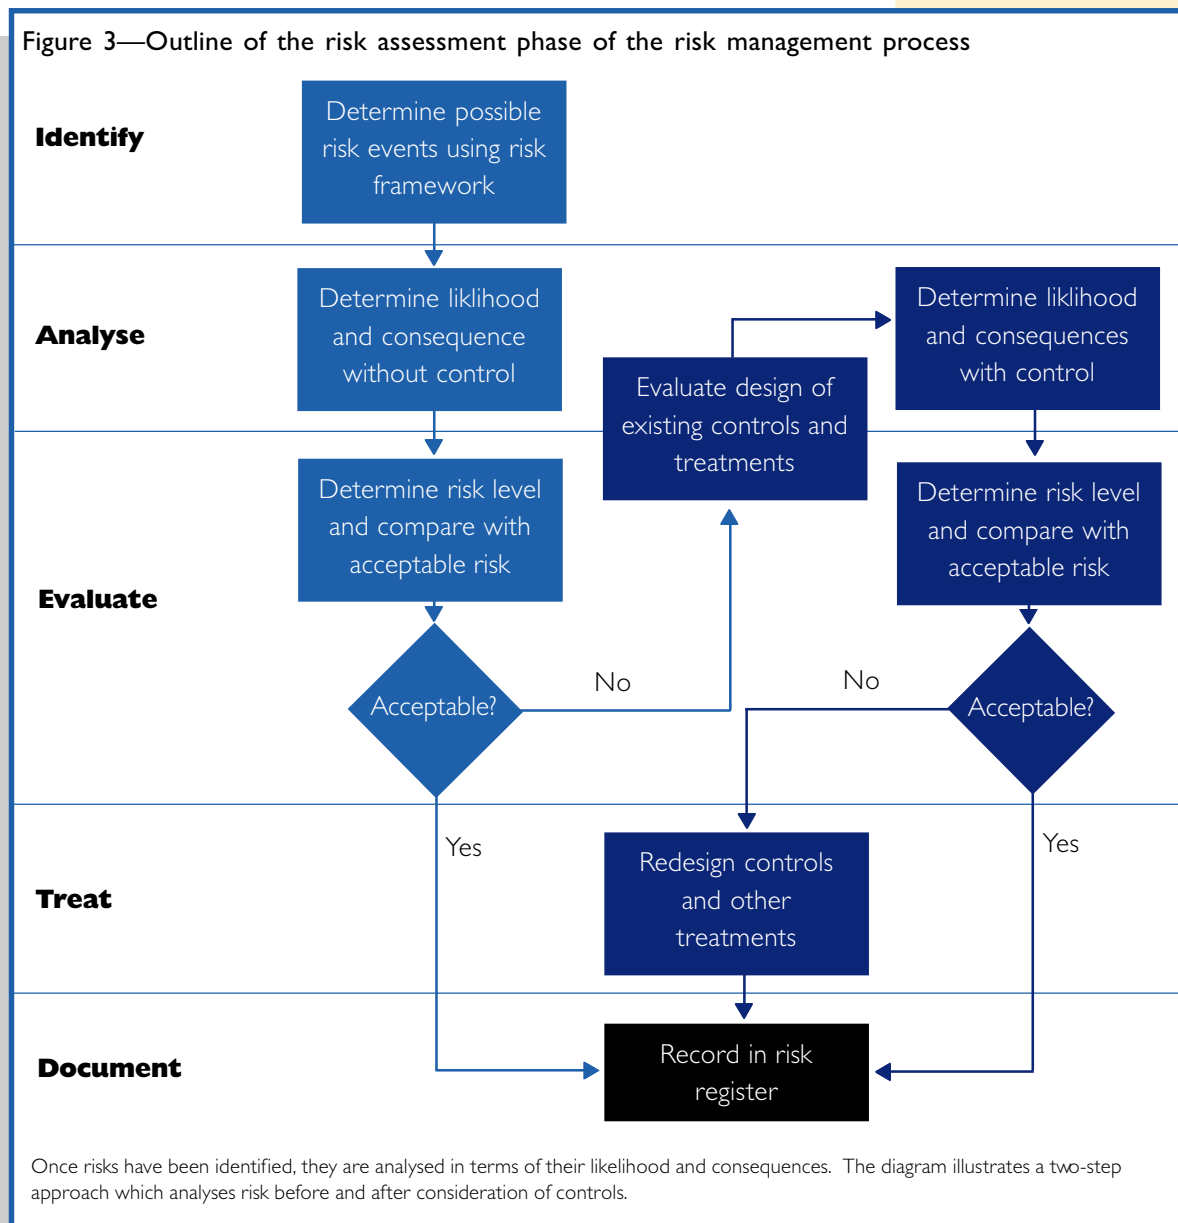 Figure 3—Outline of the risk assessment phase of the risk management process
Identify
Determine possible
risk events using risk
framework
Analyse
Determine liklihood
and consequence
without control
Evaluate design of
existing controls and
treatments
Determine liklihood
and consequences
with control
Evaluate
Determine risk level
and compare with
acceptable risk
Determine risk level
and compare with
acceptable risk
Acceptable?
No
No
Acceptable?
Treat
Yes
Redesign controls
and other
treatments
Yes
Document
Record in risk
register
Once risks have been identified, they are analysed in terms of their likelihood and consequences. The diagram illustrates a two-step
approach which analyses risk before and after consideration of controls.